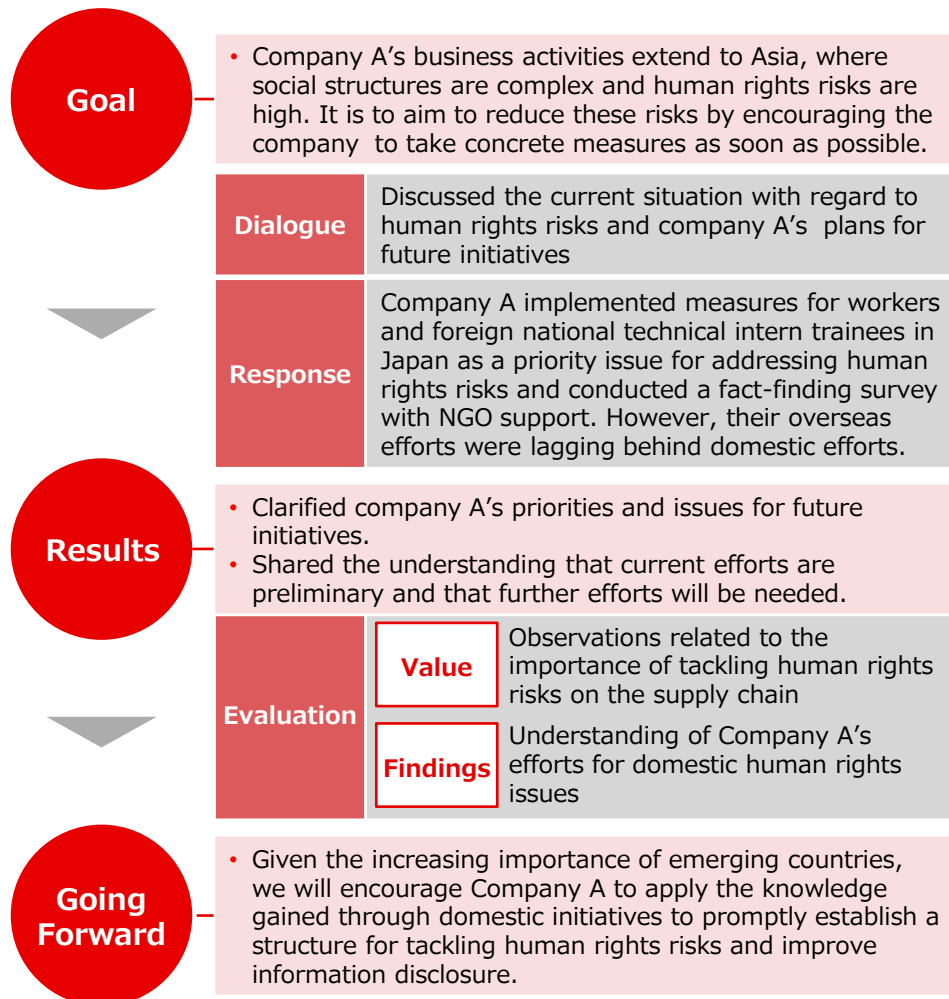 Goal
• Company A’s business activities extend to Asia, where
social structures are complex and human rights risks are
high. It is to aim to reduce these risks by encouraging the
company  to take concrete measures as soon as possible.
Dialogue
Discussed the current situation with regard to
human rights risks and company A’s  plans for
future initiatives
Response
Company A implemented measures for workers
and foreign national technical intern trainees in
Japan as a priority issue for addressing human
rights risks and conducted a fact-finding survey
with NGO support. However, their overseas
efforts were lagging behind domestic efforts.
Results
• Clarified company A’s priorities and issues for future
initiatives.
• Shared the understanding that current efforts are
preliminary and that further efforts will be needed.
Evaluation
Value
Observations related to the
importance of tackling human rights
risks on the supply chain
Findings
Understanding of Company A’s
efforts for domestic human rights
issues
Going
Forward
• Given the increasing importance of emerging countries,
we will encourage Company A to apply the knowledge
gained through domestic initiatives to promptly establish a
structure for tackling human rights risks and improve
information disclosure.